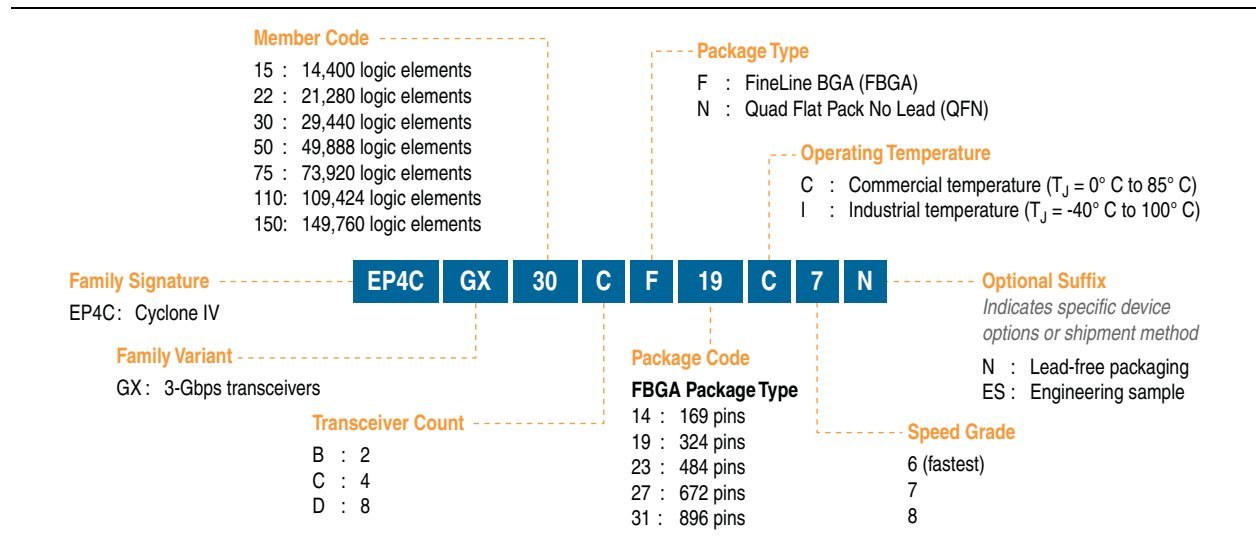 Member Code
15 : 14,400 logic elements
22 : 21,280 logic elements
30 : 29,440 logic elements
50 : 49,888 logic elements
75 : 73,920 logic elements
110: 109,424 logic elements
150: 149,760 logic elements
Package Type
F : FineLine BGA (FBGA)
N : Quad Flat Pack No Lead (QFN)
Operating Temperature
C : Commercial temperature (TJ = 0° C to 85° C)
I : Industrial temperature (TJ = -40° C to 100° C)
Family Signature
EP4C : Cyclone IV
EP4C GX 30 C F 19 C 7 N
Optional Suffix
Indicates specific device
options or shipment method
N : Lead-free packaging
ES : Engineering sample
Family Variant
GX : 3-Gbps transceivers
Transceiver Count
B : 2
C : 4
D : 8
Package Code
FBGA Package Type
14 : 169 pins
19 : 324 pins
23 : 484 pins
27 : 672 pins
31 : 896 pins
Speed Grade
6 (fastest)
7
8